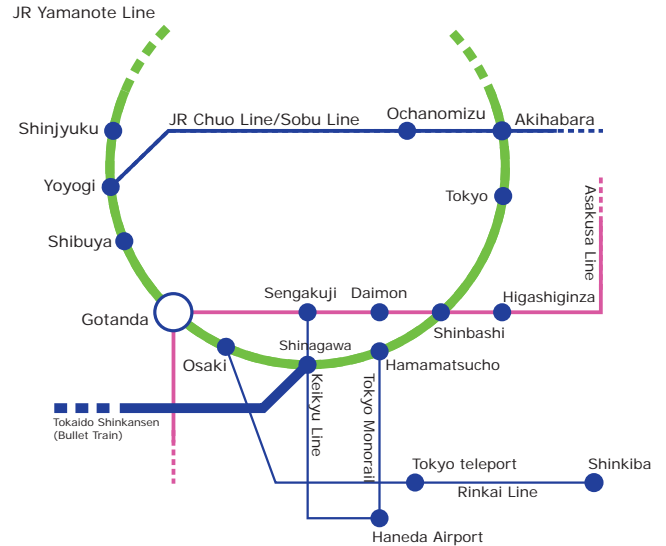 JR Yamanote Line
Ochanomizu
JR Chuo Line/Sobu Line
Akihabara
Shinjyuku
Yoyogi
Tokyo
Asakusa Line
Shibuya
Sengakuji
Daimon
Higashiginza
Gotanda
Shinbashi
Shinagawa
Osaki
Hamamatsucho
Keikyu Line
Tokyo Monorail
Tokaido Shinkansen
(Bullet Train)
Tokyo teleport
Shinkiba
Rinkai Line
Haneda Airport